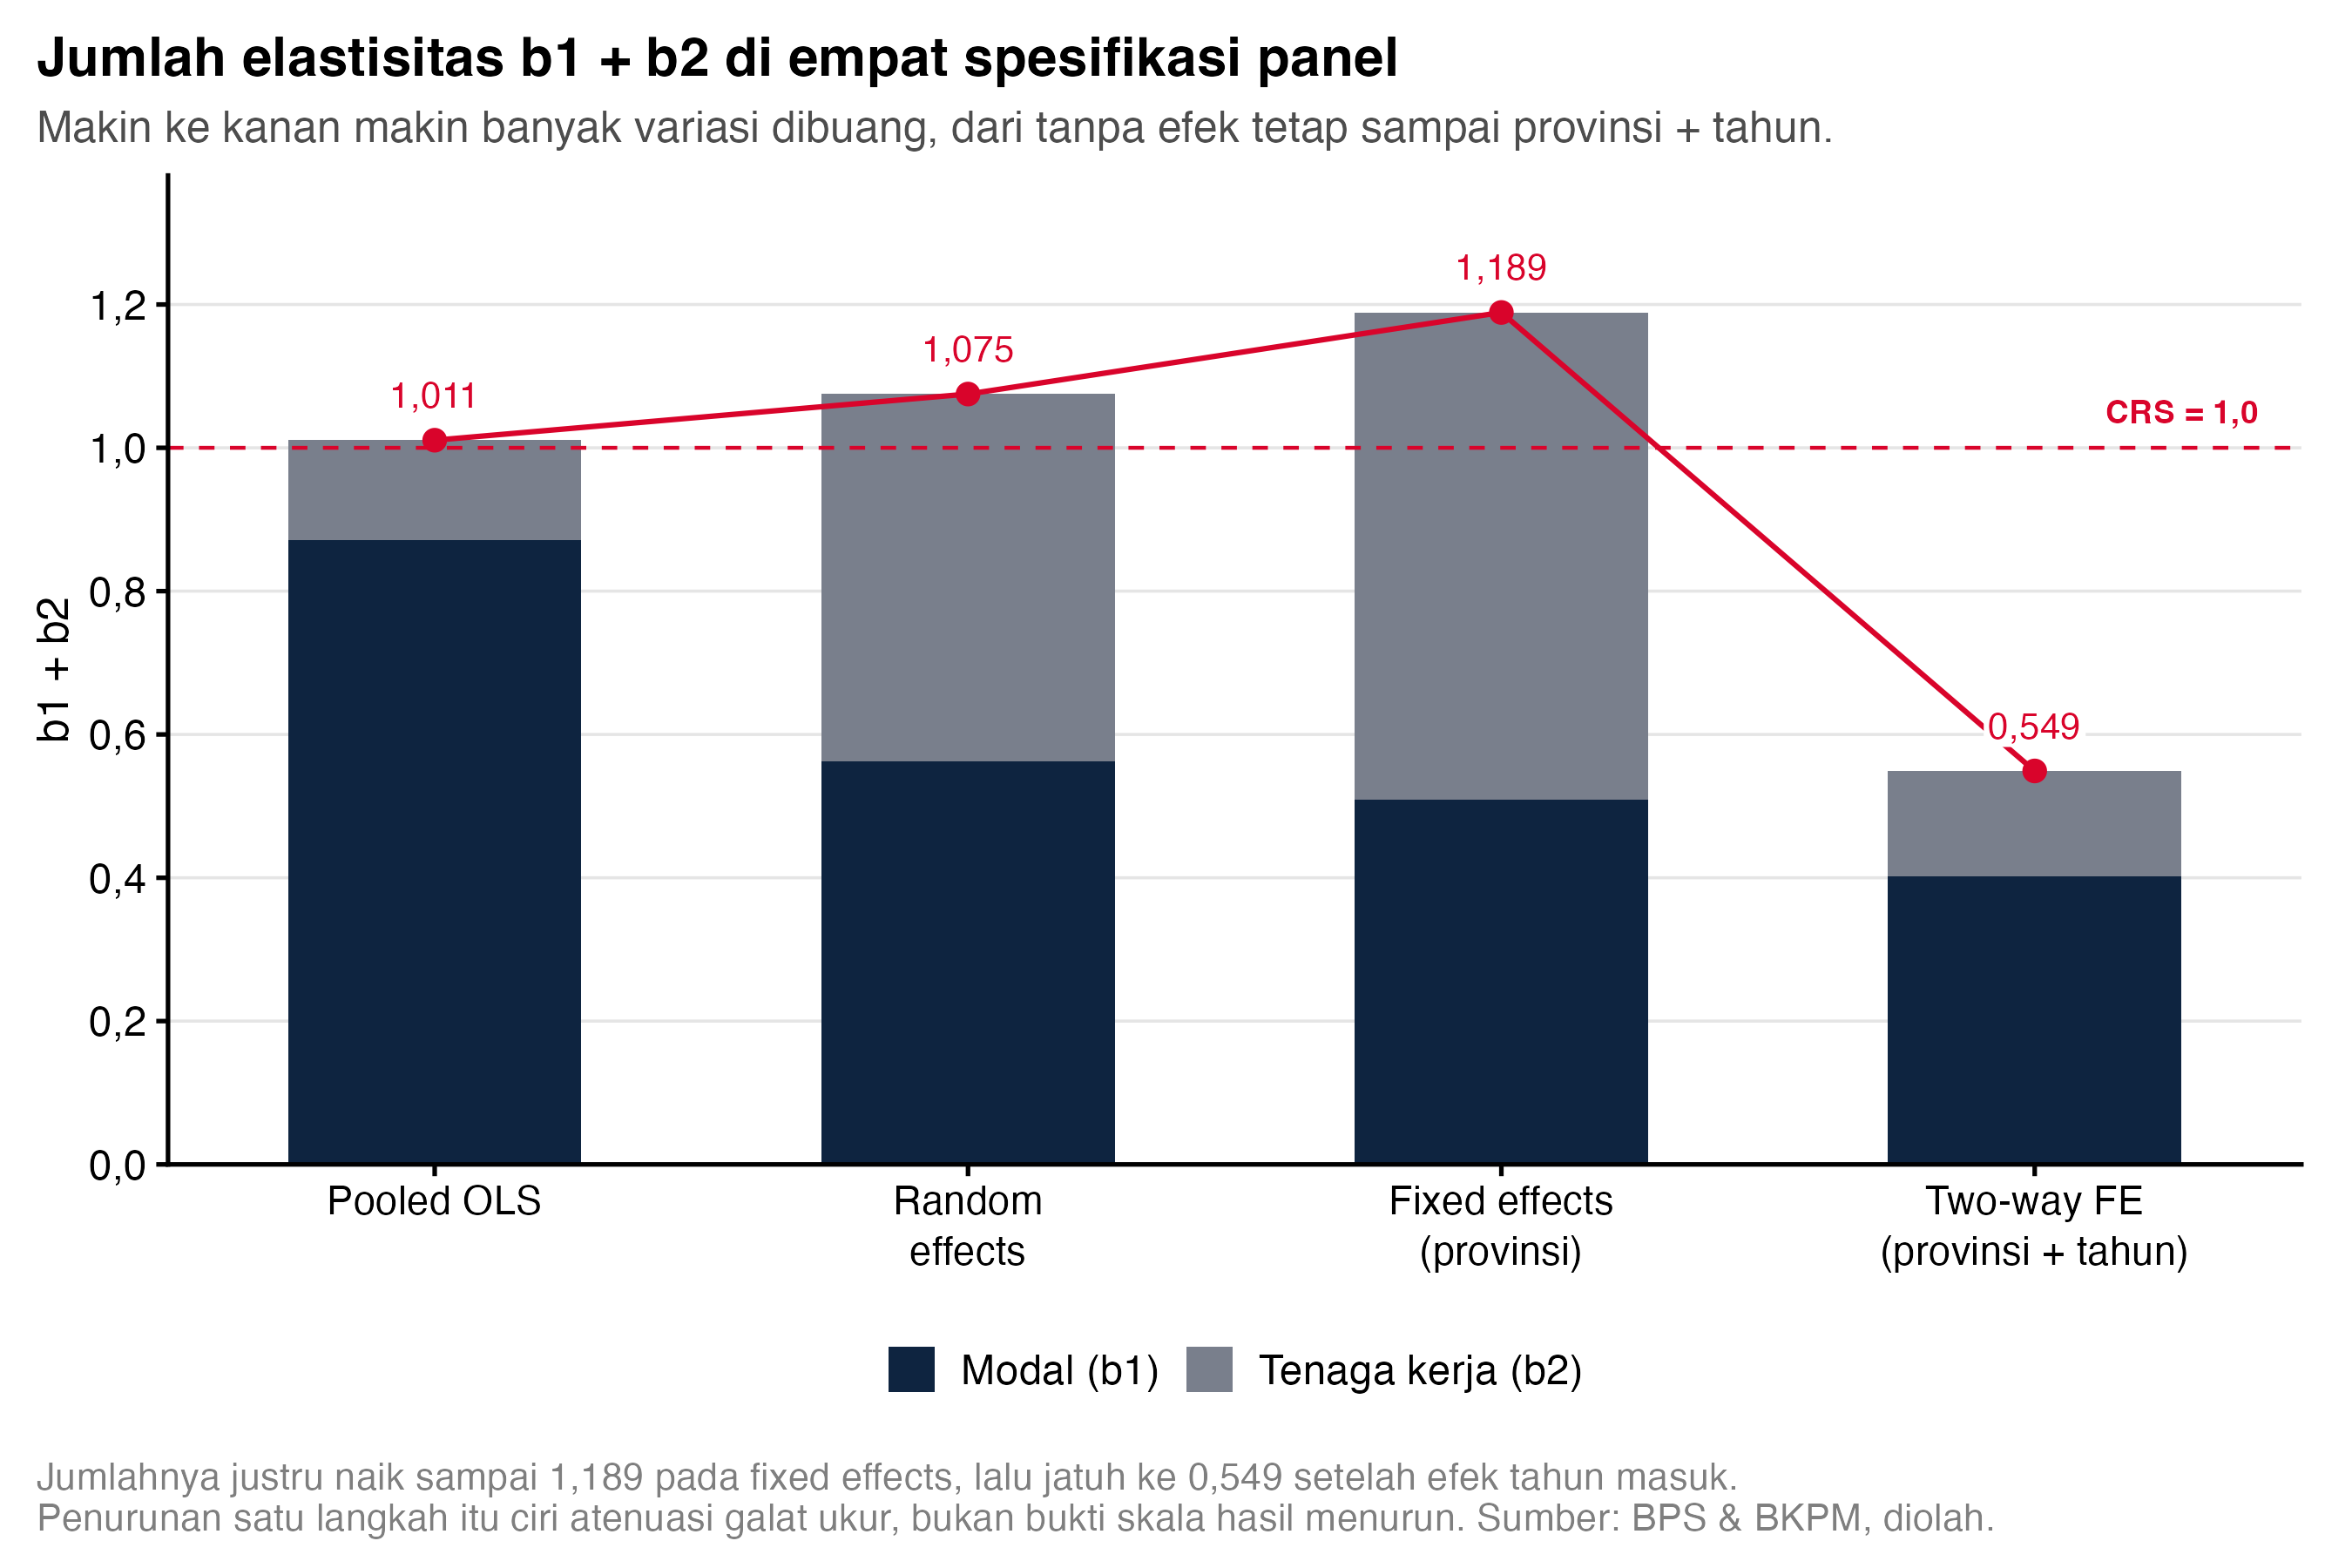 Jumlah elastisitas b1 + b2 di empat spesifikasi panel
Makin ke kanan makin banyak variasi dibuang, dari tanpa efek tetap sampai provinsi + tahun.
b1 + b2
1,2
1,0
0,8
0,6
0,4
0,2
0,0
1,011
1,075
1,189
0,549
CRS = 1,0
Pooled OLS
Random
effects
Fixed effects
(provinsi)
Two-way FE
(provinsi + tahun)
Modal (b1)
Tenaga kerja (b2)
Jumlahnya justru naik sampai 1,189 pada fixed effects, lalu jatuh ke 0,549 setelah efek tahun masuk.
Penurunan satu langkah itu ciri atenuasi galat ukur, bukan bukti skala hasil menurun. Sumber: BPS & BKPM, diolah.